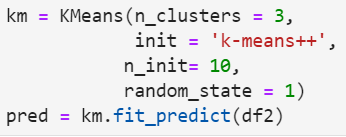 km = KMeans(n_clusters = 3,
init = 'k-means++',
n_init= 10,
random_state = 1)
pred = km.fit_predict(df2)